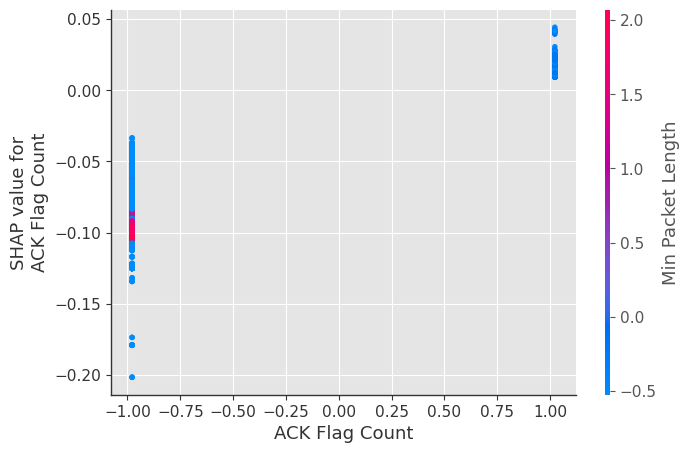 0.05
0.00
−0.05
−0.10
−0.15
−0.20
SHAP value for
ACK Flag Count
−1.00 −0.75 −0.50 −0.25 0.00 0.25 0.50 0.75 1.00
ACK Flag Count
2.0
1.5
1.0
0.5
0.0
−0.5
Min Packet Length